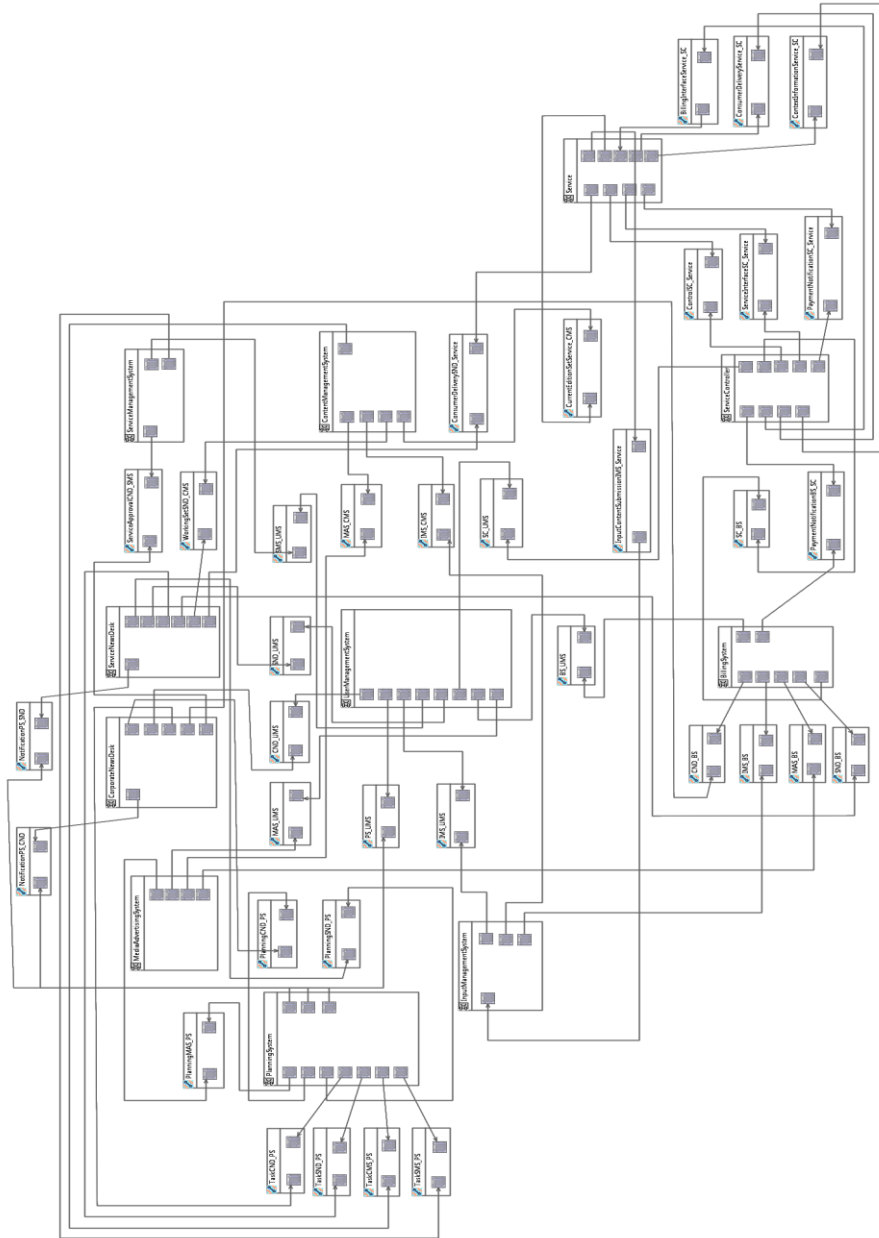 NotificationPS_CND
NotificationPS_SND
CorporateNewsDesk
ServiceNewsDesk
MediaAdvertisingSystem
ServiceApprovalCND_SMS
ServiceManagementSystem
PlanningMAS_PS
WorkingSetSND_CMS
TaskCND_PS
PlanningSystem
PlanningCND_PS
MAS_UMS
CND_UMS
SND_UMS
SMS_UMS
TaskSND_PS
PlanningSND_PS
UserManagementSystem
MAS_CMS
ContentManagementSystem
TaskCMS_PS
PS_UMS
TaskSMS_PS
IMS_UMS
IMS_CMS
ConsumerDeliverySND_Service
InputManagementSystem
SC_UMS
BS_UMS
CurrentEditionSetService_CMS
Service
InputContentSubmissionIMS_Service
CND_BS
BillingSystem
ControlSC_Service
BillingInterfaceService_SC
IMS_BS
SC_BS
ServiceController
ServiceInterfaceSC_Service
ConsumerDeliveryService_SC
MAS_BS
PaymentNotificationBS_SC
PaymentNotificationSC_Service
ContextInformationService_SC
SND_BS